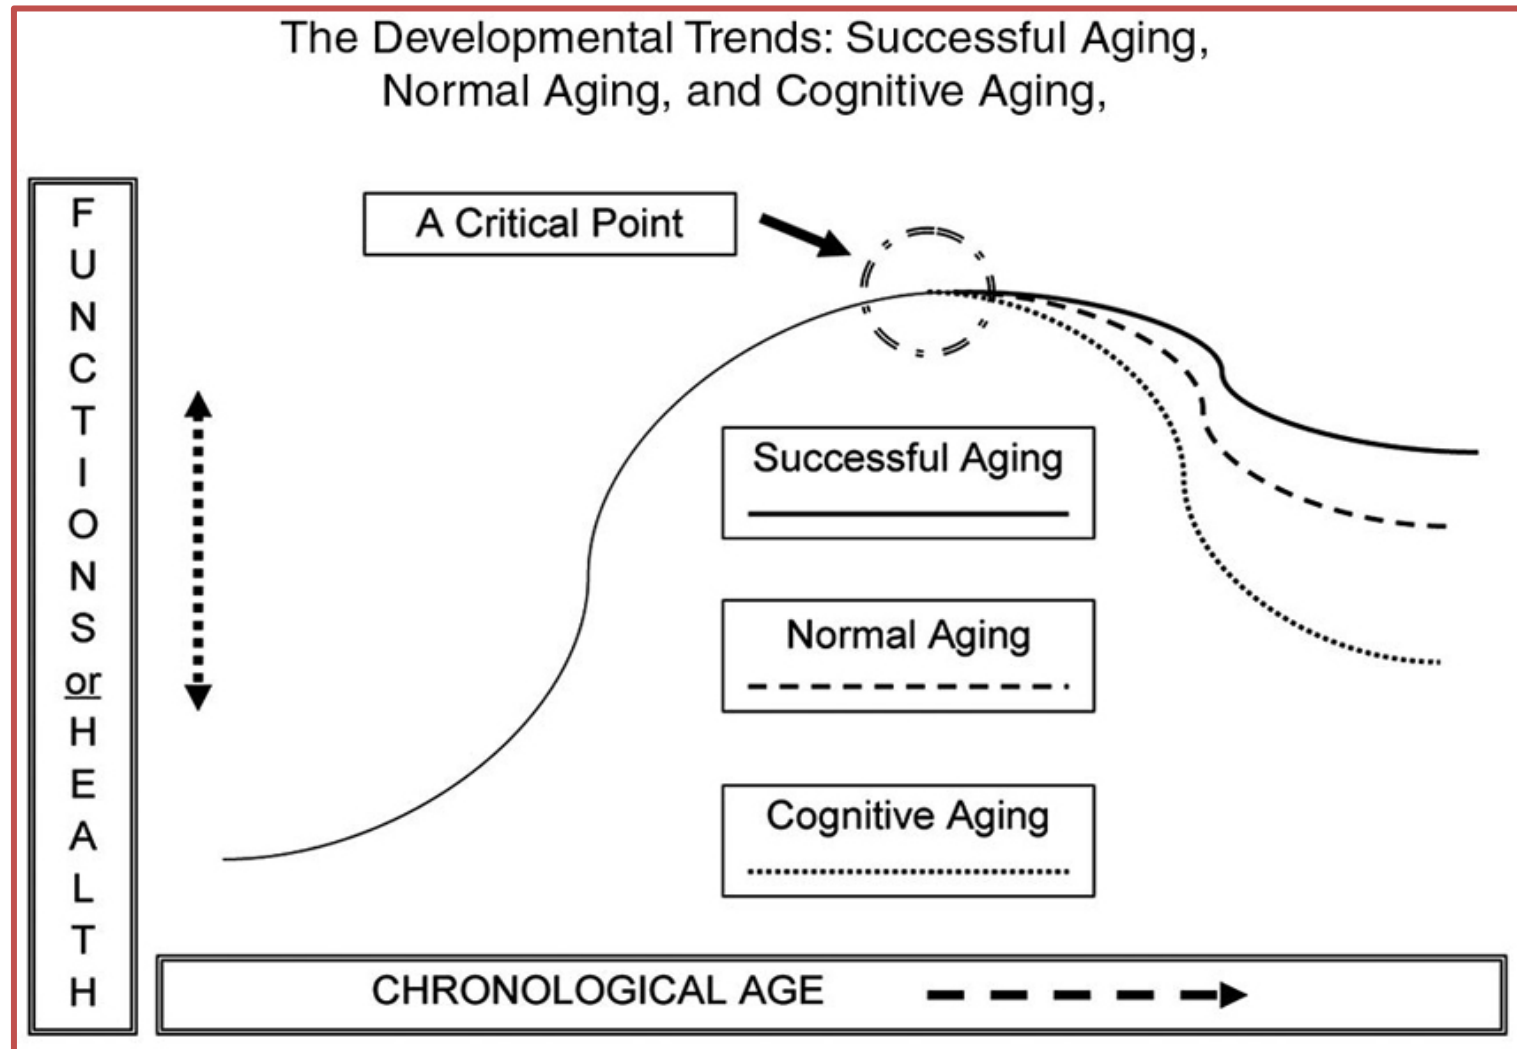 The Developmental Trends: Successful Aging,
Normal Aging, and Cognitive Aging,
FUNCTIONS or HEALTH
A Critical Point
Successful Aging
Normal Aging
Cognitive Aging
CHRONOLOGICAL AGE